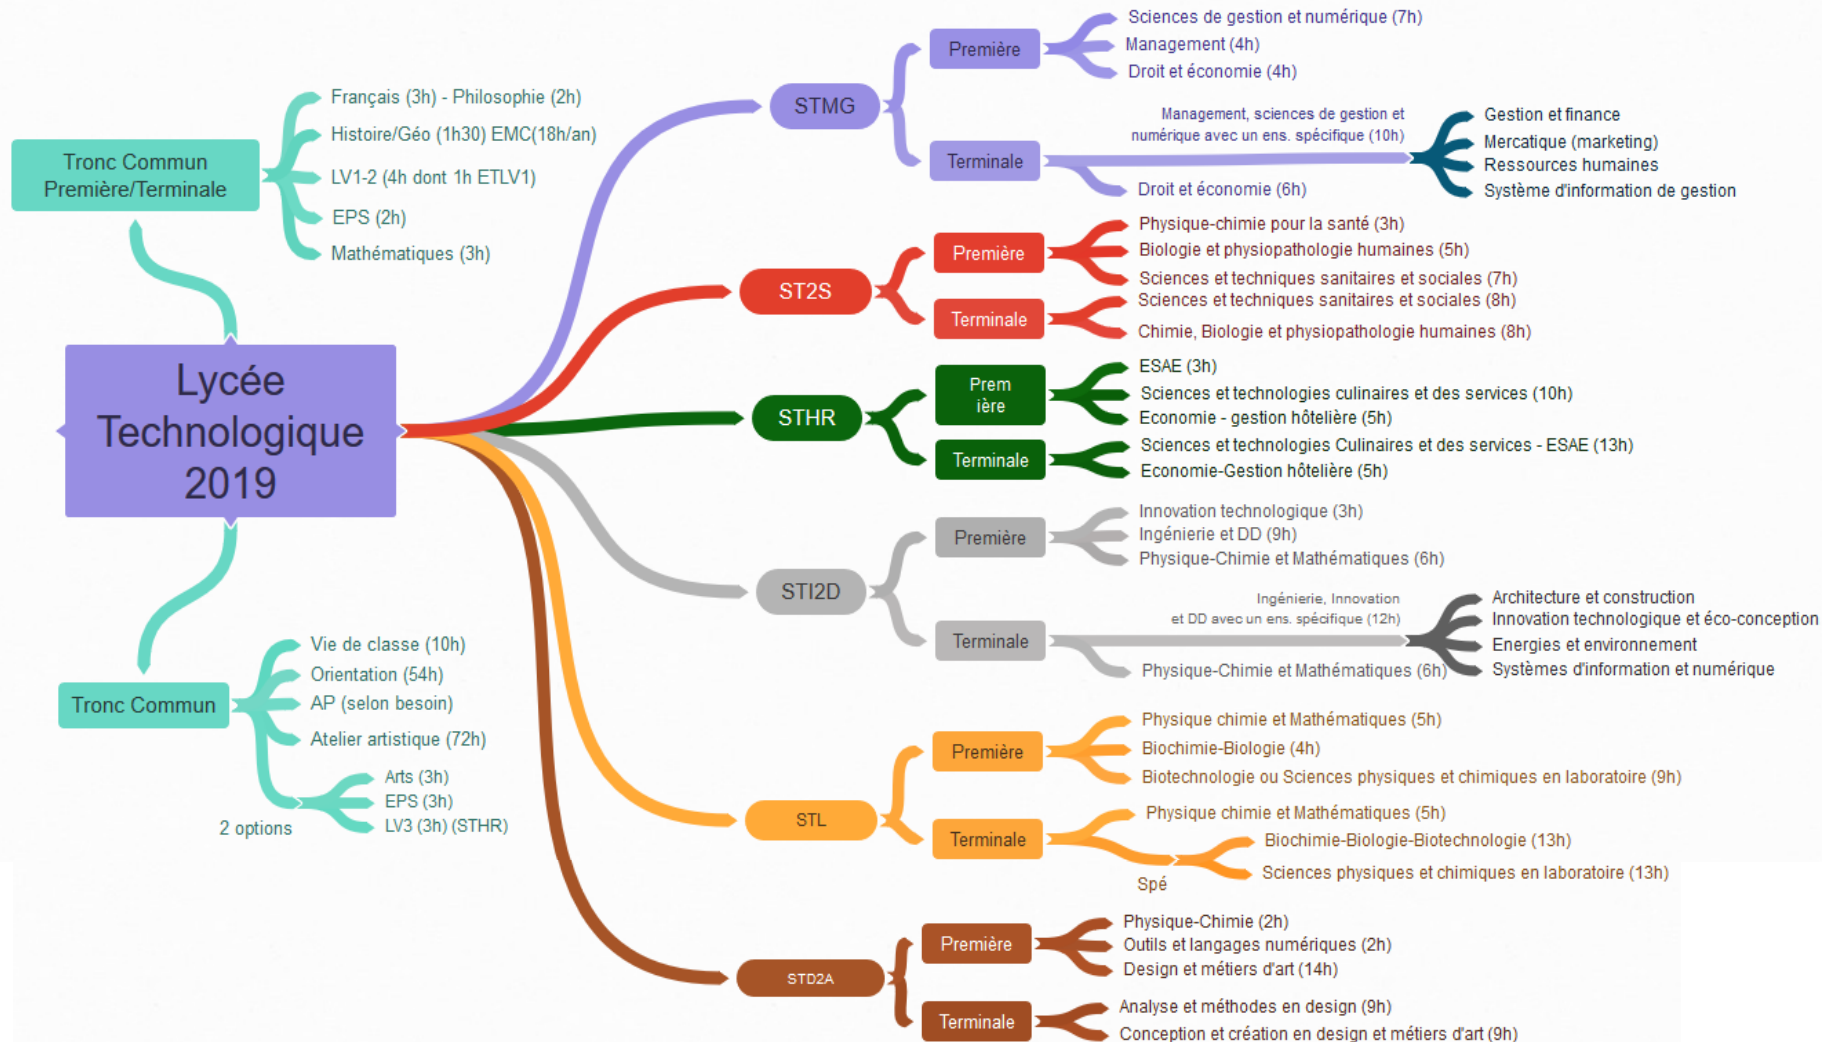 Lycée
Technologique
2019
Tronc Commun
Première/Terminale
Français (3h) - Philosophie (2h)
Histoire/Géo (1h30) EMC(18h/an)
LV1-2 (4h dont 1h ETLV1)
EPS (2h)
Mathématiques (3h)
Tronc Commun
Vie de classe (10h)
Orientation (54h)
AP (selon besoin)
Atelier artistique (72h)
2 options
Arts (3h)
EPS (3h)
LV3 (3h) (STHR)
STMG
Première
Sciences de gestion et numérique (7h)
Management (4h)
Droit et économie (4h)
Terminale
Management, sciences de gestion et
numérique avec un ens. spécifique (10h)
Gestion et finance
Mercatique (marketing)
Ressources humaines
Système d'information de gestion
Droit et économie (6h)
ST2S
Première
Physique-chimie pour la santé (3h)
Biologie et physiopathologie humaines (5h)
Sciences et techniques sanitaires et sociales (7h)
Terminale
Sciences et techniques sanitaires et sociales (8h)
Chimie, Biologie et physiopathologie humaines (8h)
STHR
Prem
ière
ESAE (3h)
Sciences et technologies culinaires et des services (10h)
Economie - gestion hôtelière (5h)
Terminale
Sciences et technologies Culinaires et des services - ESAE (13h)
Economie-Gestion hôtelière (5h)
STI2D
Première
Innovation technologique (3h)
Ingénierie et DD (9h)
Physique-Chimie et Mathématiques (6h)
Terminale
Ingénierie, Innovation
et DD avec un ens. spécifique (12h)
Architecture et construction
Innovation technologique et éco-conception
Energies et environnement
Systèmes d'information et numérique
Physique-Chimie et Mathématiques (6h)
STL
Première
Physique chimie et Mathématiques (5h)
Biochimie-Biologie (4h)
Biotechnologie ou Sciences physiques et chimiques en laboratoire (9h)
Terminale
Physique chimie et Mathématiques (5h)
Spé
Biochimie-Biologie-Biotechnologie (13h)
Sciences physiques et chimiques en laboratoire (13h)
STD2A
Première
Physique-Chimie (2h)
Outils et langages numériques (2h)
Design et métiers d'art (14h)
Terminale
Analyse et méthodes en design (9h)
Conception et création en design et métiers d'art (9h)